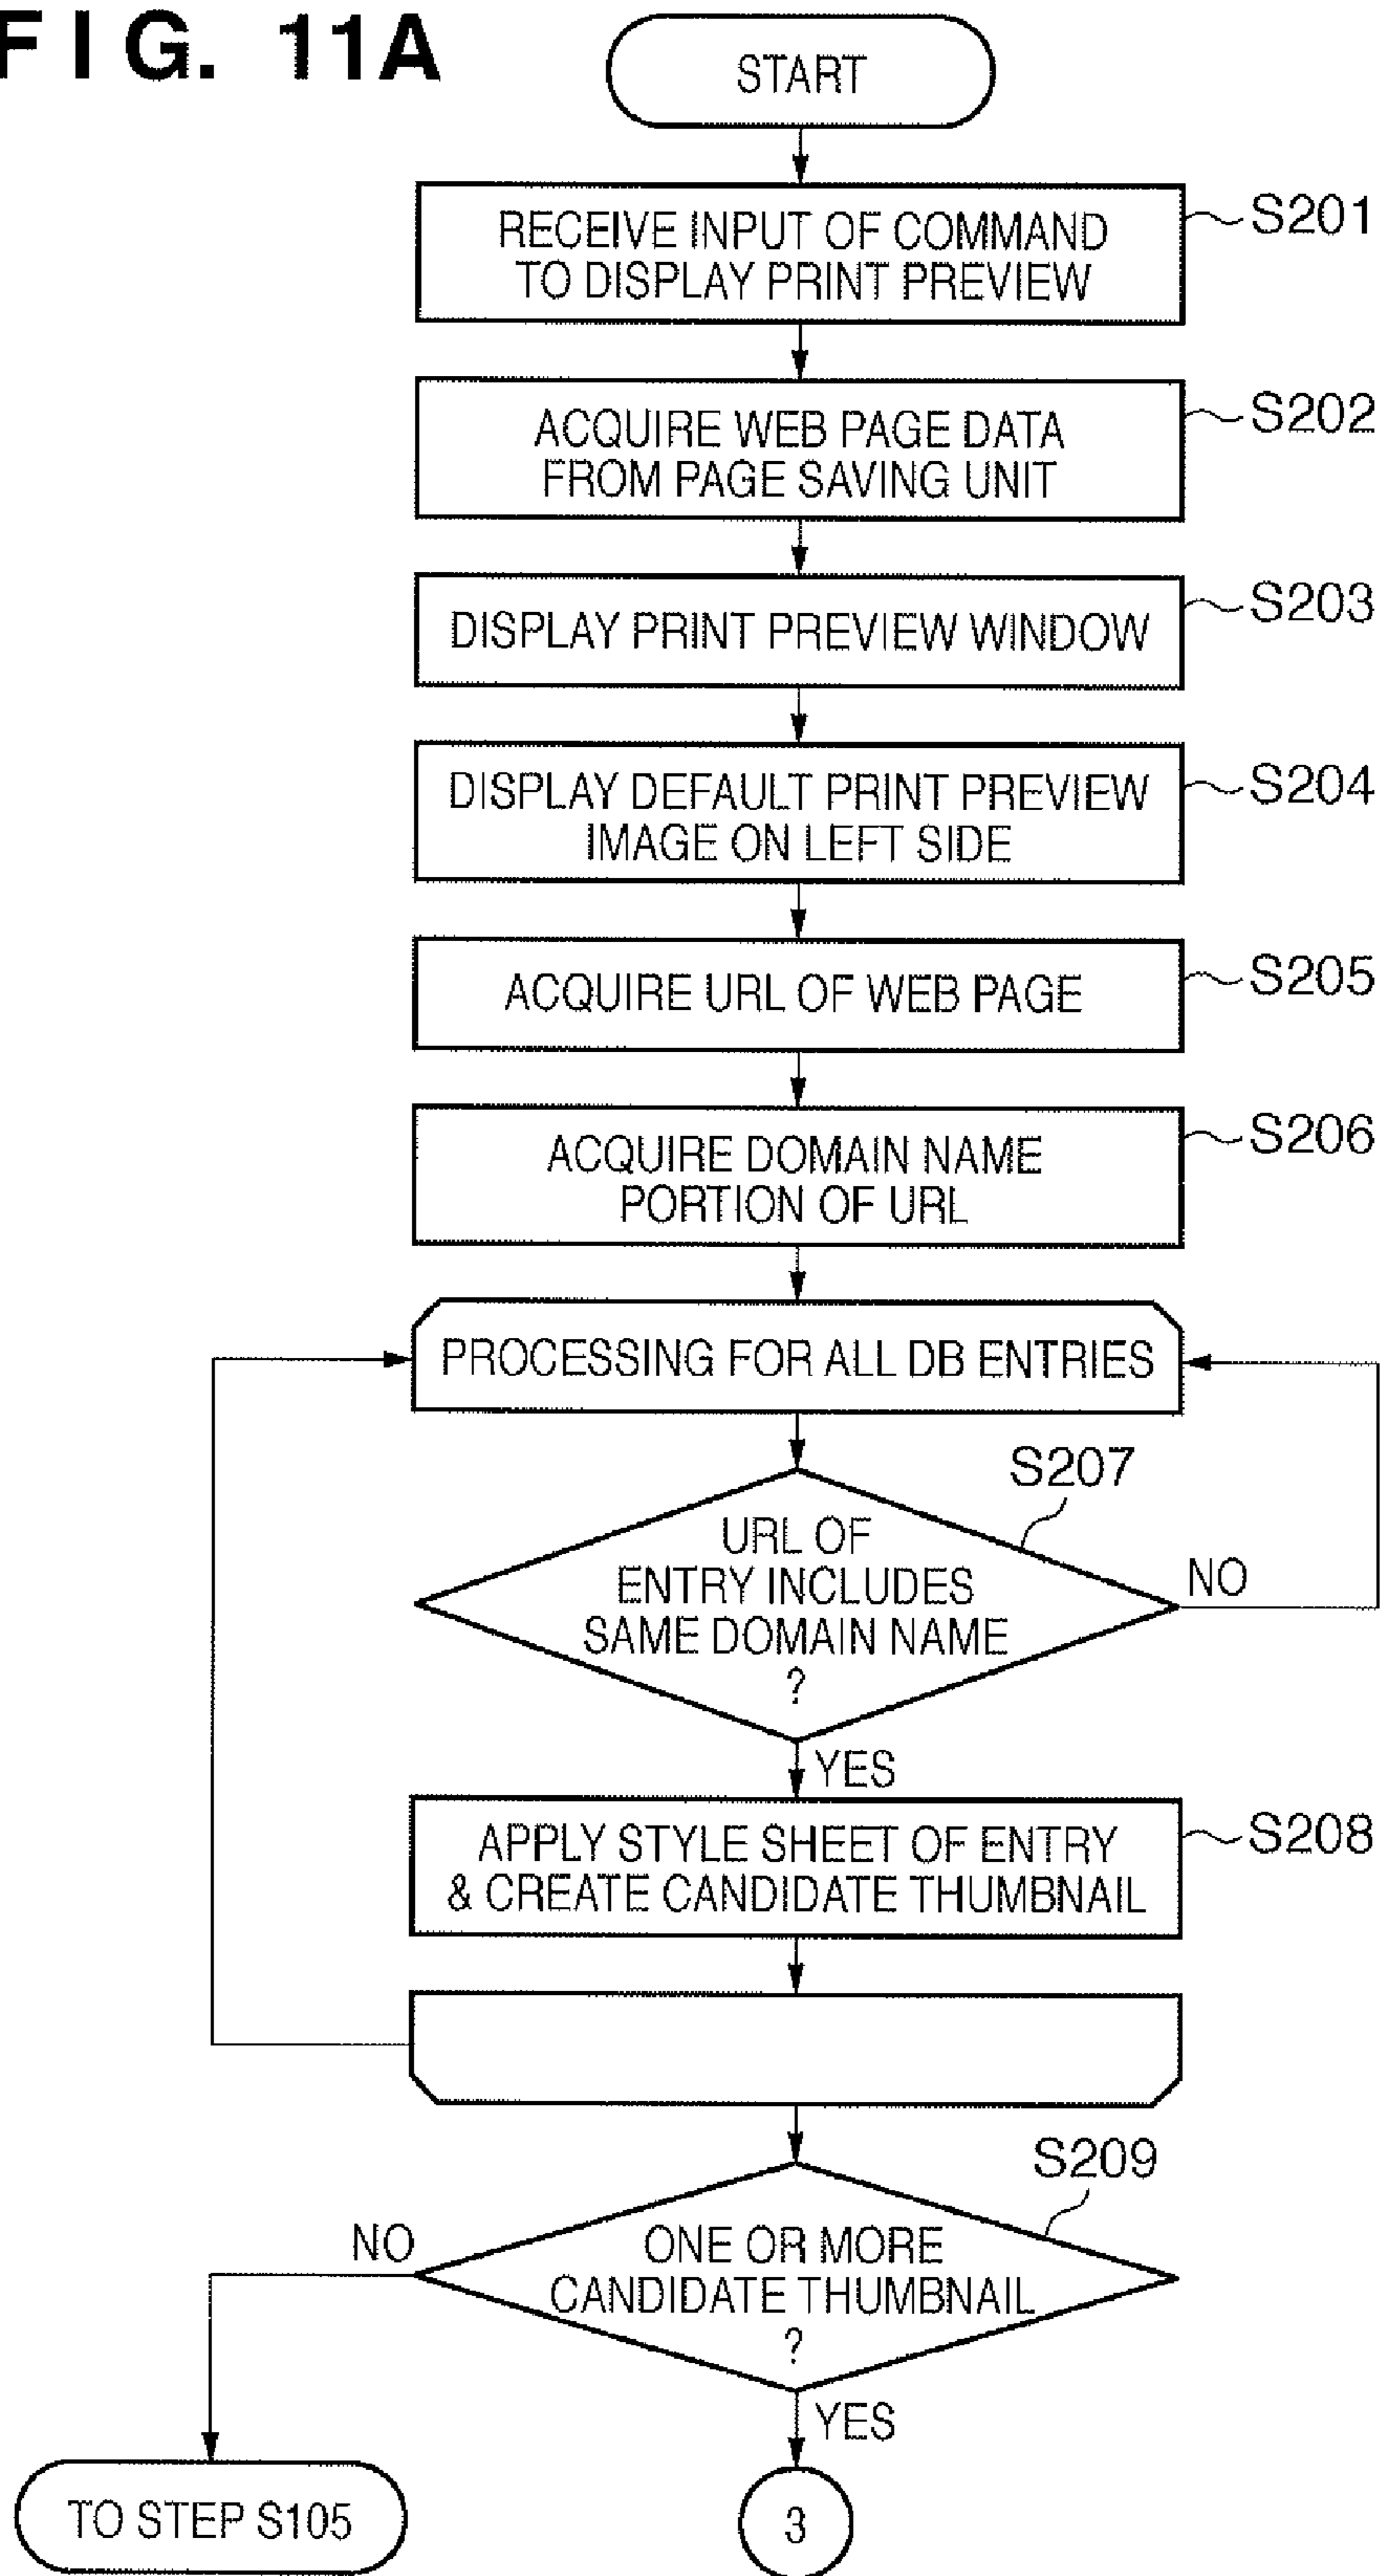 FIG. 11A
START
RECEIVE INPUT OF COMMAND
TO DISPLAY PRINT PREVIEW
S201
ACQUIRE WEB PAGE DATA
FROM PAGE SAVING UNIT
S202
DISPLAY PRINT PREVIEW WINDOW
S203
DISPLAY DEFAULT PRINT PREVIEW
IMAGE ON LEFT SIDE
S204
ACQUIRE URL OF WEB PAGE
S205
ACQUIRE DOMAIN NAME
PORTION OF URL
S206
PROCESSING FOR ALL DB ENTRIES
S207
URL OF
ENTRY INCLUDES
SAME DOMAIN NAME
?
NO
YES
APPLY STYLE SHEET OF ENTRY
& CREATE CANDIDATE THUMBNAIL
S208
S209
ONE OR MORE
CANDIDATE THUMBNAIL
?
NO
YES
TO STEP S105
3